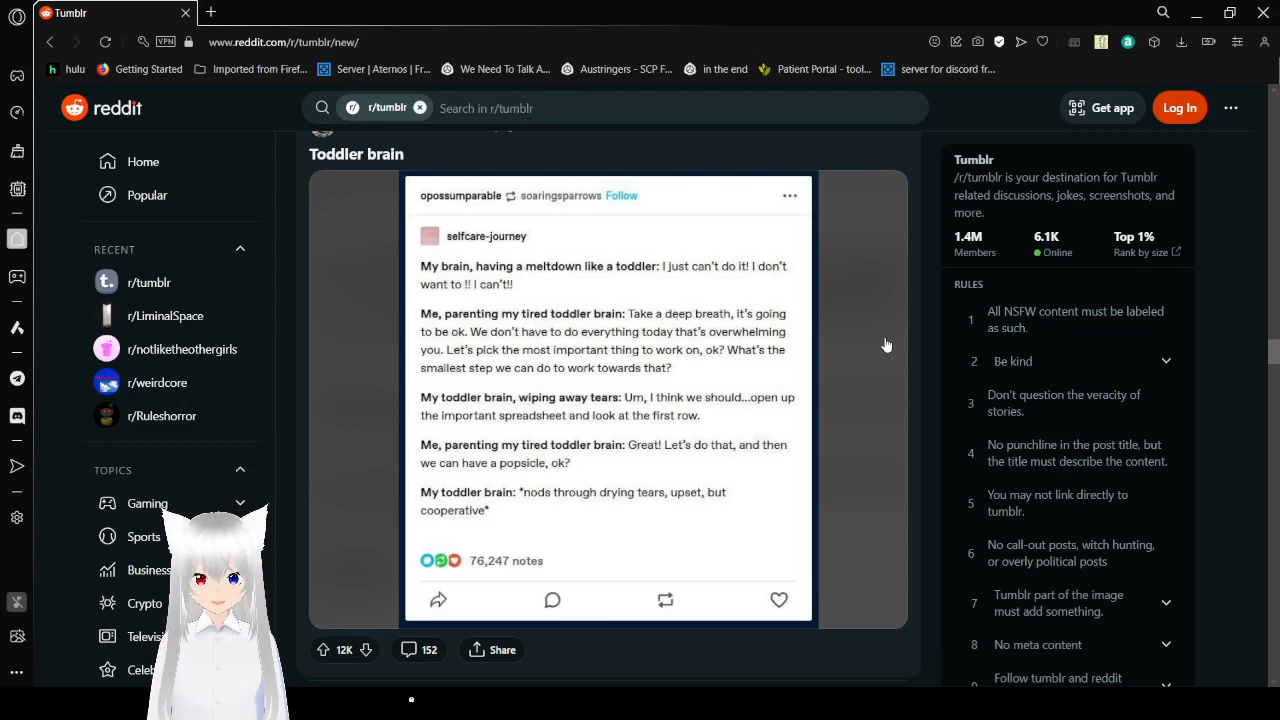 Tumblr
VPN
www.reddit.com/r/tumblr/new/
hulu
Getting Started
Imported from Firef...
Server | Aternos | Fr...
We Need To Talk A...
Austringers - SCP F...
in the end
Patient Portal - tool...
server for discord fr...
reddit
r/
r/tumblr
Search in r/tumblr
Get app
Log In
Home
Popular
RECENT
r/tumblr
r/LiminalSpace
r/notliketheothergirls
r/weirdcore
r/Ruleshorror
TOPICS
Gaming
Sports
Business
Crypto
Televisi
Celeb
Toddler brain
opossumparable soaringsparrows Follow
selfcare-journey
My brain, having a meltdown like a toddler: I just can't do it! I don't
want to !! I can't!!
Me, parenting my tired toddler brain: Take a deep breath, it's going
to be ok. We don't have to do everything today that's overwhelming
you. Let's pick the most important thing to work on, ok? What's the
smallest step we can do to work towards that?
My toddler brain, wiping away tears: Um, I think we should...open up
the important spreadsheet and look at the first row.
Me, parenting my tired toddler brain: Great! Let's do that, and then
we can have a popsicle, ok?
My toddler brain: *nods through drying tears, upset, but
cooperative*
76,247 notes
12K
152
Share
Tumblr
/r/tumblr is your destination for Tumblr
related discussions, jokes, screenshots, and
more.
1.4M 6.1K Top 1%
Members Online Rank by size
RULES
1 All NSFW content must be labeled
as such.
2 Be kind
3 Don't question the veracity of
stories.
4 No punchline in the post title, but
the title must describe the content.
5 You may not link directly to
tumblr.
6 No call-out posts, witch hunting,
or overly political posts
7 Tumblr part of the image
must add something.
8 No meta content
Follow tumblr and reddit